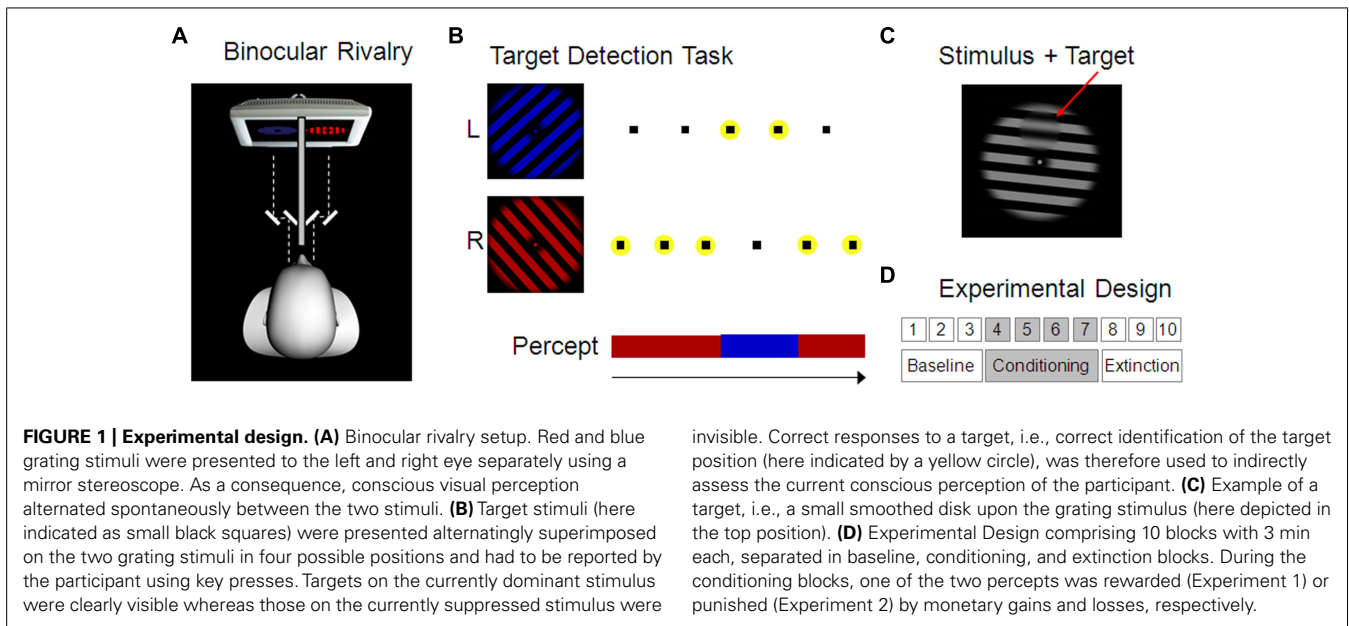 A
Binocular Rivalry
B
Target Detection Task
L
R
Percept
C
Stimulus + Target
D
Experimental Design
1 2 3 4 5 6 7 8 9 10
Baseline Conditioning Extinction
FIGURE 1 | Experimental design. (A) Binocular rivalry setup. Red and blue
grating stimuli were presented to the left and right eye separately using a
mirror stereoscope. As a consequence, conscious visual perception
alternated spontaneously between the two stimuli. (B) Target stimuli (here
indicated as small black squares) were presented alternatingly superimposed
on the two grating stimuli in four possible positions and had to be reported by
the participant using key presses. Targets on the currently dominant stimulus
were clearly visible whereas those on the currently suppressed stimulus were
invisible. Correct responses to a target, i.e., correct identification of the target
position (here indicated by a yellow circle), was therefore used to indirectly
assess the current conscious perception of the participant. (C) Example of a
target, i.e., a small smoothed disk upon the grating stimulus (here depicted in
the top position). (D) Experimental Design comprising 10 blocks with 3 min
each, separated in baseline, conditioning, and extinction blocks. During the
conditioning blocks, one of the two percepts was rewarded (Experiment 1) or
punished (Experiment 2) by monetary gains and losses, respectively.